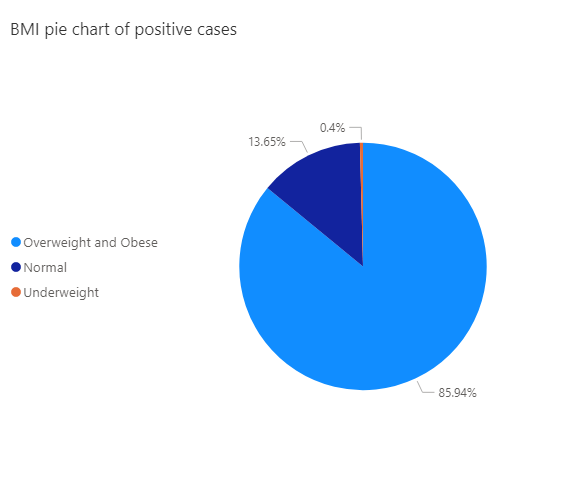 BMI pie chart of positive cases
0.4%
13.65%
Overweight and Obese
Normal
Underweight
85.94%